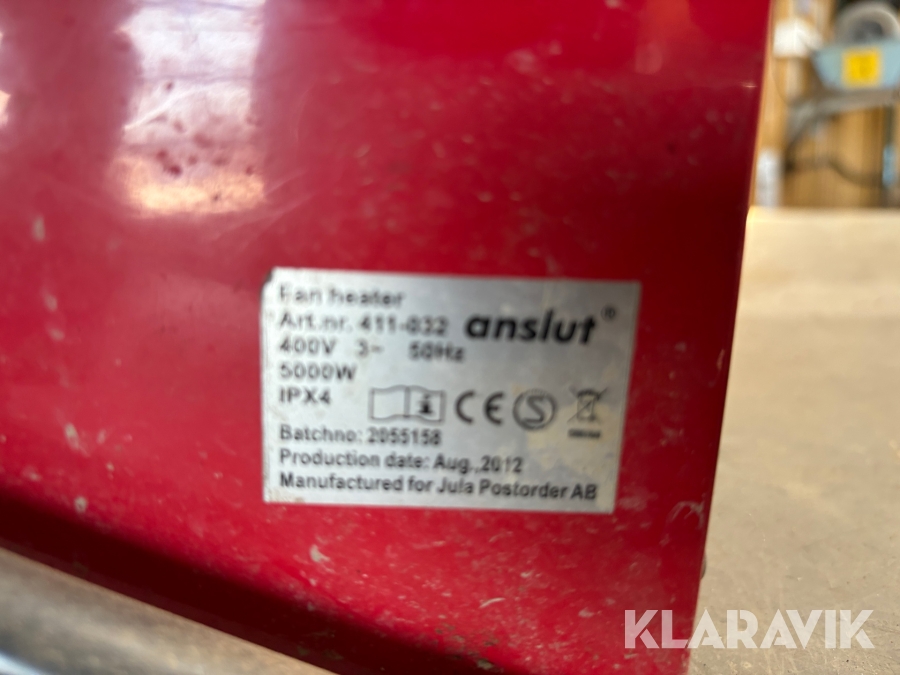 Fan heater
Art.nr. 411-032 anslut®
400V 3~ 50Hz
5000W
IPX4
i CE S
Batchno: 2055158
Production date: Aug.,2012
Manufactured for Jula Postorder AB
KLARAVIK